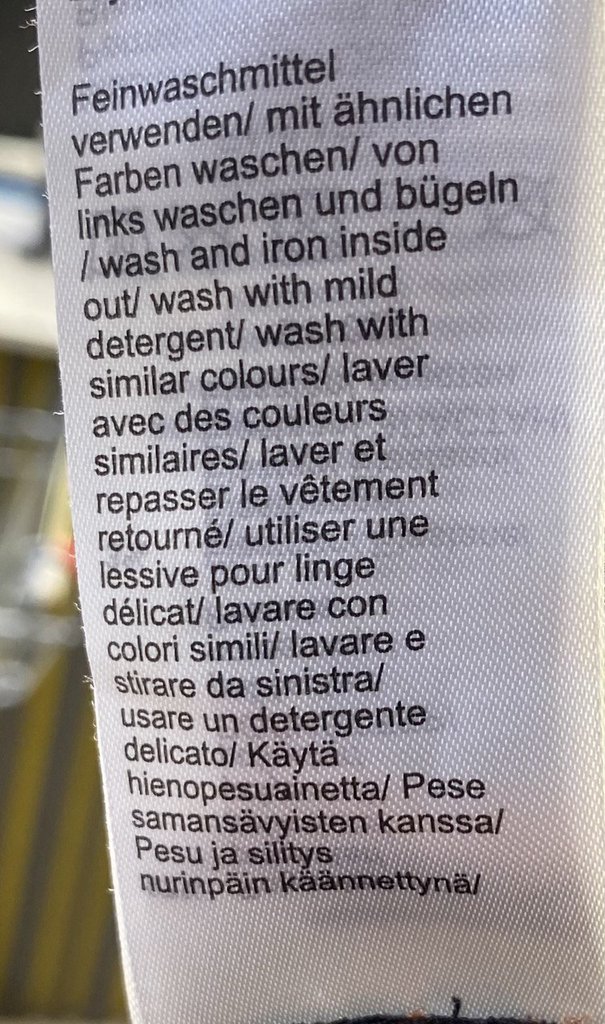 Feinwaschmittel
verwenden/ mit ähnlichen
Farben waschen/ von
links waschen und bügeln
/ wash and iron inside
out/ wash with mild
detergent/ wash with
similar colours/ laver
avec des couleurs
similaires/ laver et
repasser le vêtement
retourné/ utiliser une
lessive pour linge
délicat/ lavare con
colori simili/ lavare e
stirare da sinistra/
usare un detergente
delicato/ Käytä
hienopesuainetta/ Pese
samansävyisten kanssa/
Pesu ja silitys
nurinpäin käännettynä/